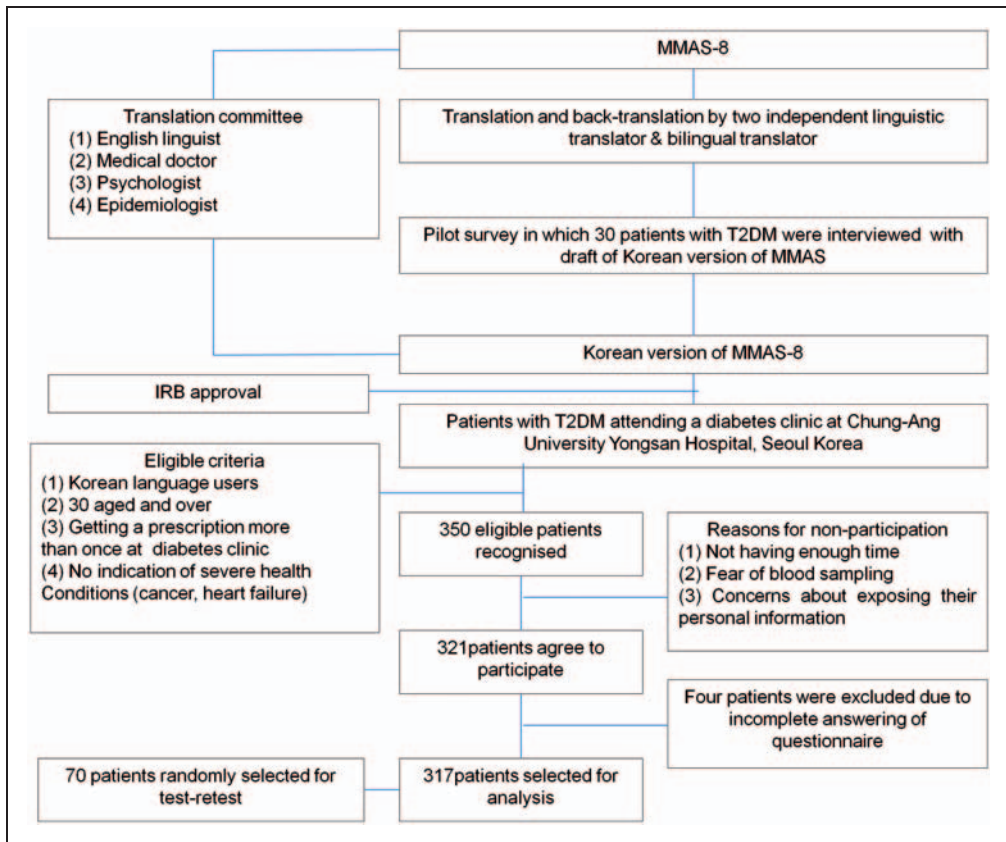 MMAS-8
Translation committee
(1) English linguist
(2) Medical doctor
(3) Psychologist
(4) Epidemiologist
Translation and back-translation by two independent linguistic
translator & bilingual translator
Pilot survey in which 30 patients with T2DM were interviewed with
draft of Korean version of MMAS
Korean version of MMAS-8
IRB approval
Patients with T2DM attending a diabetes clinic at Chung-Ang
University Yongsan Hospital, Seoul Korea
Eligible criteria
(1) Korean language users
(2) 30 aged and over
(3) Getting a prescription more
than once at diabetes clinic
(4) No indication of severe health
Conditions (cancer, heart failure)
350 eligible patients
recognised
Reasons for non-participation
(1) Not having enough time
(2) Fear of blood sampling
(3) Concerns about exposing their
personal information
321patients agree to
participate
Four patients were excluded due to
incomplete answering of
questionnaire
70 patients randomly selected for
test-retest
317patients selected for
analysis